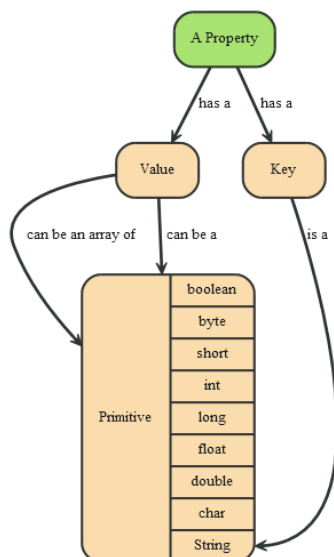 A Property
has a
has a
Value
Key
can be an array of
can be a
is a
Primitive
boolean
byte
short
int
long
float
double
char
String